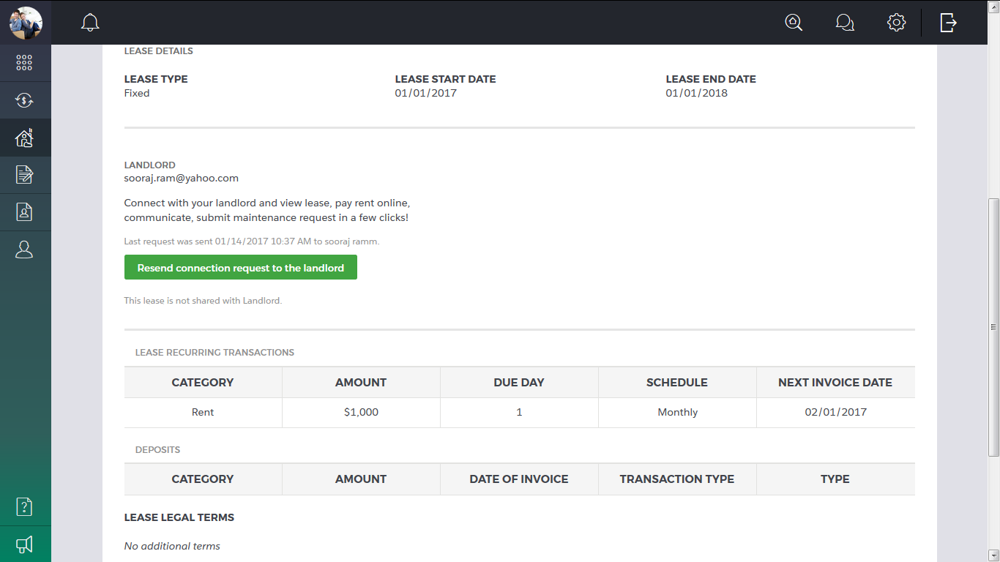 LEASE DETAILS
LEASE TYPE LEASE START DATE LEASE END DATE
Fixed 01/01/2017 01/01/2018
LANDLORD
sooraj.ram@yahoo.com
Connect with your landlord and view lease, pay rent online,
communicate, submit maintenance request in a few clicks!
Last request was sent 01/14/2017 10:37 AM to sooraj ramm.
Resend connection request to the landlord
This lease is not shared with Landlord.
LEASE RECURRING TRANSACTIONS
CATEGORY AMOUNT DUE DAY SCHEDULE NEXT INVOICE DATE
Rent $1,000 1 Monthly 02/01/2017
DEPOSITS
CATEGORY AMOUNT DATE OF INVOICE TRANSACTION TYPE TYPE
LEASE LEGAL TERMS
No additional terms